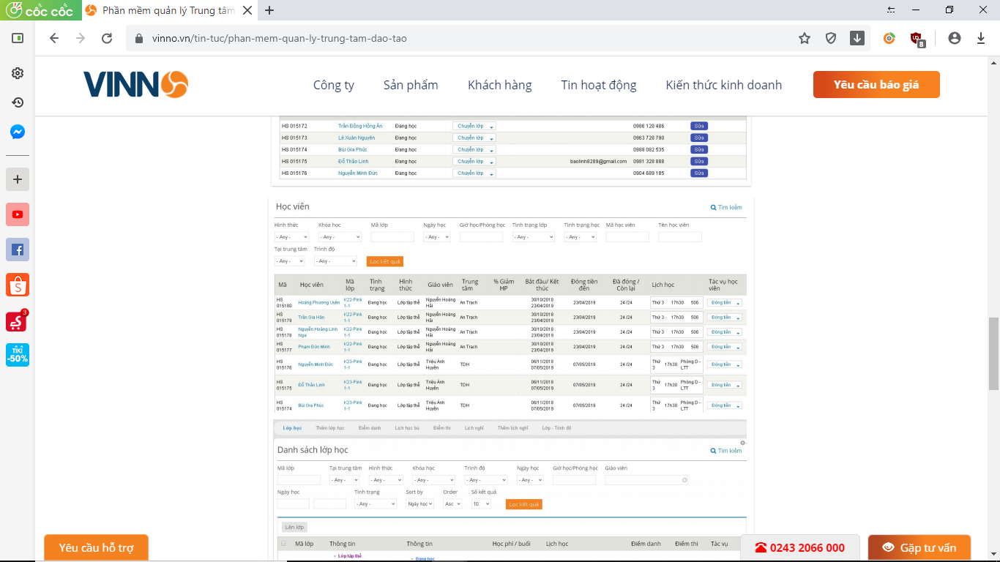 cốc cốc Phần mềm quản lý Trung tâm
vinno.vn/tin-tuc/phan-mem-quan-ly-trung-tam-dao-tao
8
VINNO Công ty Sản phẩm Khách hàng Tin hoạt động Kiến thức kinh doanh Yêu cầu báo giá
HS 015172 Trần Đồng Hồng Ân Đang học Chuyển lớp 0986 128 486 Sửa
HS 015173 Lê Xuân Nguyên Đang học Chuyển lớp 0963 728 790 Sửa
HS 015174 Bùi Gia Phúc Đang học Chuyển lớp 0988 082 535 Sửa
HS 015175 Đỗ Thảo Linh Đang học Chuyển lớp baolinh8289@gmail.com 0981 328 888 Sửa
HS 015176 Nguyễn Minh Đức Đang học Chuyển lớp 0904 689 185 Sửa
Học viên Tìm kiếm
Hình thức Khóa học Mã lớp Ngày học Giờ học/Phòng học Tình trạng lớp Tình trạng học Mã học viên Tên học viên
- Any - - Any - - Any - - Any - - Any -
Tại trung tâm Trình độ
- Any - - Any - Lọc kết quả
Mã Học viên Mã lớp Tình trạng Hình thức Giáo viên Trung tâm % Giảm HP Bắt đầu/ Kết thúc Đóng tiền đến Đã đóng / Còn lại Lịch học Tác vụ học viên
HS 015180 Hoàng Phương Uyên K22-Pink 1-1 Đang học Lớp tập thể Nguyễn Hoàng Hải An Trạch 30/10/2018 23/04/2019 23/04/2019 24 /24 Thứ 3 17h30 506 Đóng tiền
HS 015179 Trần Gia Hân K22-Pink 1-1 Đang học Lớp tập thể Nguyễn Hoàng Hải An Trạch 30/10/2018 23/04/2019 23/04/2019 24 /24 Thứ 3 17h30 506 Đóng tiền
HS 015178 Nguyễn Hoàng Linh Nga K22-Pink 1-1 Đang học Lớp tập thể Nguyễn Hoàng Hải An Trạch 30/10/2018 23/04/2019 23/04/2019 24 /24 Thứ 3 17h30 506 Đóng tiền
HS 015177 Phạm Đức Minh K22-Pink 1-1 Đang học Lớp tập thể Nguyễn Hoàng Hải An Trạch 30/10/2018 23/04/2019 23/04/2019 24 /24 Thứ 3 17h30 506 Đóng tiền
HS 015176 Nguyễn Minh Đức K23-Pink 1-1 Đang học Lớp tập thể Triệu Ánh Huyền TDH 06/11/2018 07/05/2019 07/05/2019 24 /24 Thứ 3 17h30 Phòng D - LTT Đóng tiền
HS 015175 Đỗ Thảo Linh K23-Pink 1-1 Đang học Lớp tập thể Triệu Ánh Huyền TDH 06/11/2018 07/05/2019 07/05/2019 24 /24 Thứ 3 17h30 Phòng D - LTT Đóng tiền
HS 015174 Bùi Gia Phúc K23-Pink 1-1 Đang học Lớp tập thể Triệu Ánh Huyền TDH 06/11/2018 07/05/2019 07/05/2019 24 /24 Thứ 3 17h30 Phòng D - LTT Đóng tiền
3
TIKI
-50%
Lớp học Thêm lớp học Điểm danh Lịch học bù Điểm thi Lịch nghỉ Thêm lịch nghỉ Lớp - Trình độ
Danh sách lớp học Tìm kiếm
Mã lớp Tại trung tâm Hình thức Khóa học Trình độ Ngày học Giờ học/Phòng học Giáo viên
- Any - - Any - - Any - - Any - - Any -
Ngày học Tình trạng Sort by Order Số kết quả
- Any - Ngày học Asc 10 Lọc kết quả
Lên lớp
Mã lớp Thông tin Thông tin Học phí / buổi Lịch học Điểm danh Điểm thi Tác vụ
Lớp tập thể Đang học
Yêu cầu hỗ trợ 0243 2066 000 Gặp tư vấn